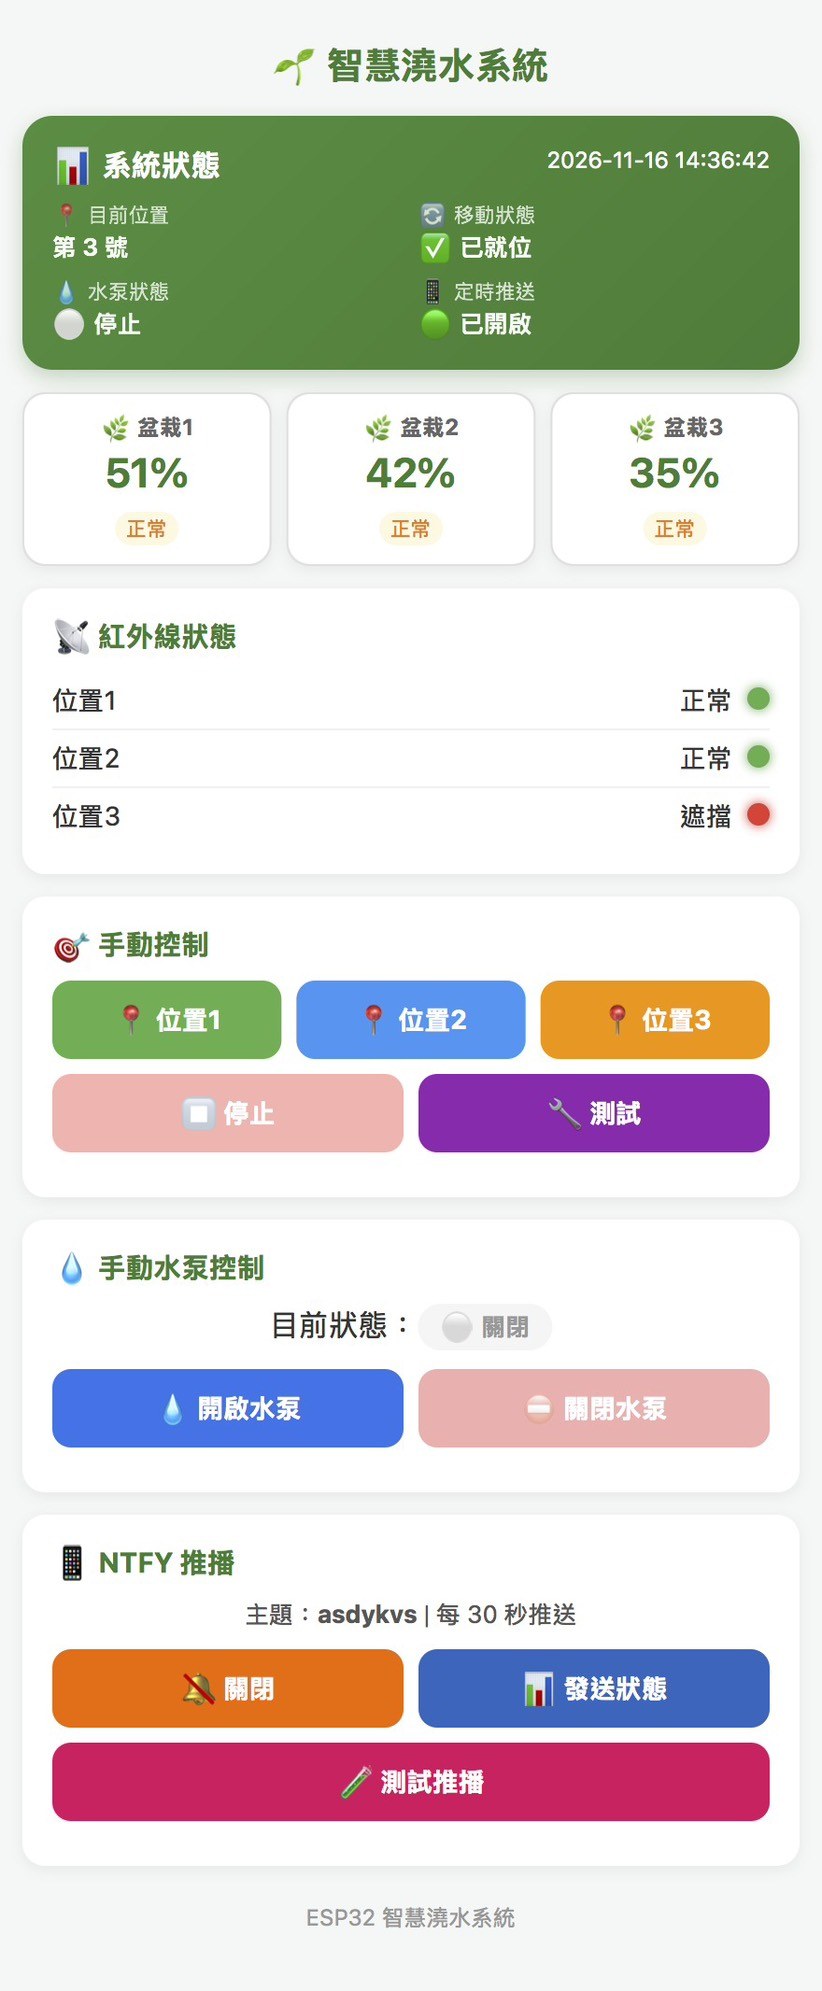 智慧澆水系統
系統狀態 2026-11-16 14:36:42
目前位置 移動狀態
第 3 號 已就位
水泵狀態 定時推送
停止 已開啟
盆栽1 盆栽2 盆栽3
51% 42% 35%
正常 正常 正常
紅外線狀態
位置1 正常
位置2 正常
位置3 遮擋
手動控制
位置1 位置2 位置3
停止 測試
手動水泵控制
目前狀態： 關閉
開啟水泵 關閉水泵
NTFY 推播
主題：asdykvs | 每 30 秒推送
關閉 發送狀態
測試推播
ESP32 智慧澆水系統